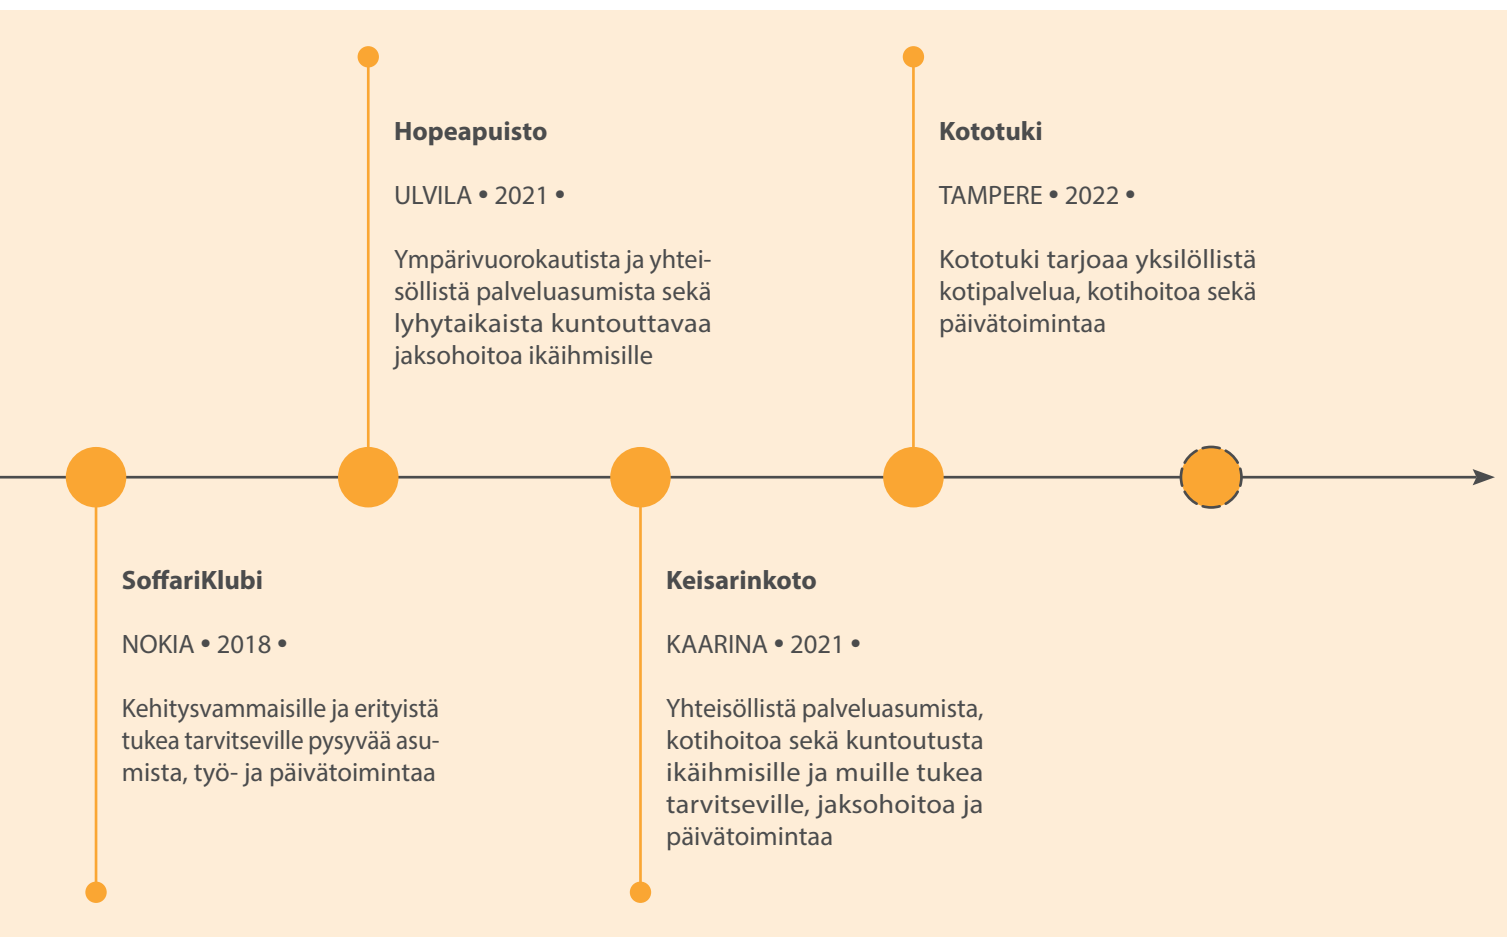 Hopeapuisto
ULVILA • 2021 •
Ympärivuorokautista ja yhtei-
söllistä palveluasumista sekä
lyhytaikaista kuntouttavaa
jaksohoitoa ikäihmisille
Kototuki
TAMPERE • 2022 •
Kototuki tarjoaa yksilöllistä
kotipalvelua, kotihoitoa sekä
päivätoimintaa
SoffariKlubi
NOKIA • 2018 •
Kehitysvammaisille ja erityistä
tukea tarvitseville pysyvää asu-
mista, työ- ja päivätoimintaa
Keisarinkoto
KAARINA • 2021 •
Yhteisöllistä palveluasumista,
kotihoitoa sekä kuntoutusta
ikäihmisille ja muille tukea
tarvitseville, jaksohoitoa ja
päivätoimintaa